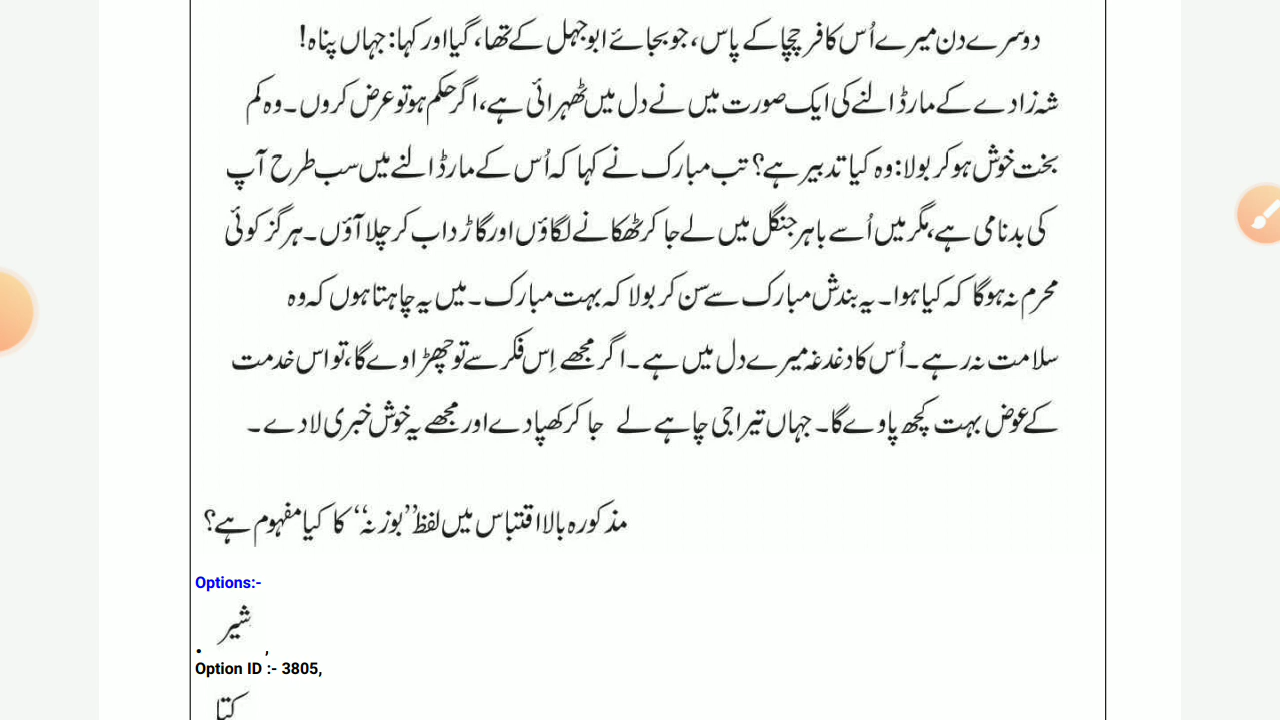 دوسرے دن میرے اُس کافر چچا کے پاس، جو بجائے ابوجہل کے تھا، گیا اور کہا: جہاں پناہ!
شہ زادے کے مار ڈالنے کی ایک صورت میں نے دل میں ٹھہرائی ہے، اگر حکم ہو تو عرض کروں۔ وہ کم
بخت خوش ہو کر بولا: وہ کیا تدبیر ہے؟ تب مبارک نے کہا کہ اُس کے مار ڈالنے میں سب طرح آپ
کی بدنامی ہے، مگر میں اُسے باہر جنگل میں لے جا کر ٹھکانے لگاؤں اور گاڑ داب کر چلا آؤں۔ ہرگز کوئی
محرم نہ ہوگا کہ کیا ہوا۔ یہ بندش مبارک سے سن کر بولا کہ بہت مبارک۔ میں یہ چاہتا ہوں کہ وہ
سلامت نہ رہے۔ اُس کا دغدغہ میرے دل میں ہے۔ اگر مجھے اِس فکر سے تو چھڑاوے گا، تو اس خدمت
کے عوض بہت کچھ پاوے گا۔ جہاں تیرا جی چاہے لے جا کر کھپا دے اور مجھے یہ خوش خبری لا دے۔
مذکورہ بالا اقتباس میں لفظ ’’بوزنہ‘‘ کا کیا مفہوم ہے؟
Options:-
• شیر ,
Option ID :- 3805,
کتا